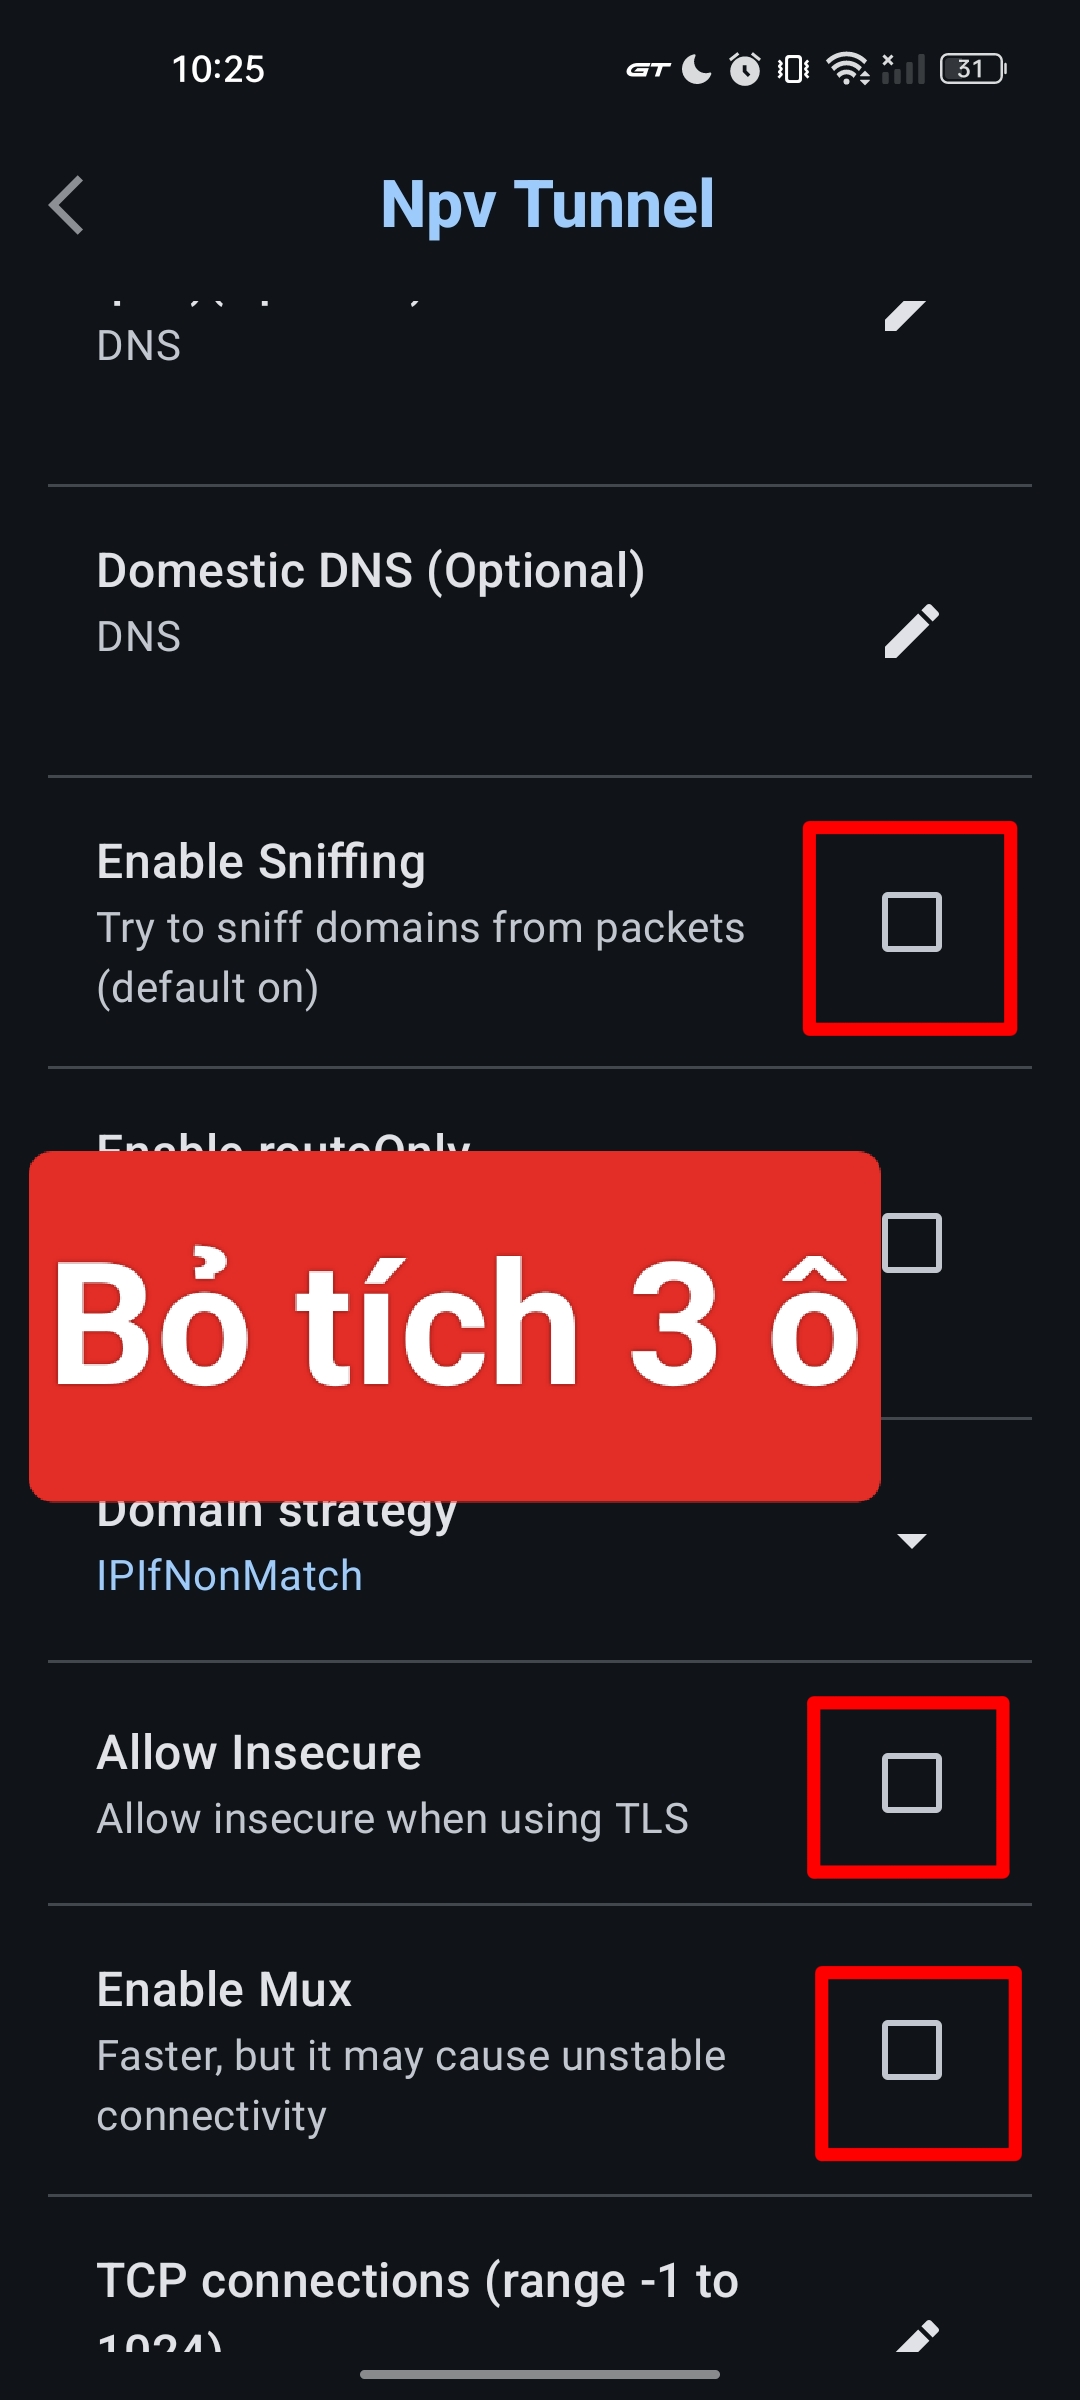 10:25
GT
31
Npv Tunnel
DNS
Domestic DNS (Optional)
DNS
Enable Sniffing
Try to sniff domains from packets
(default on)
Enable routeOnly
Bỏ tích 3 ô
Domain strategy
IPIfNonMatch
Allow Insecure
Allow insecure when using TLS
Enable Mux
Faster, but it may cause unstable
connectivity
TCP connections (range -1 to
1024)